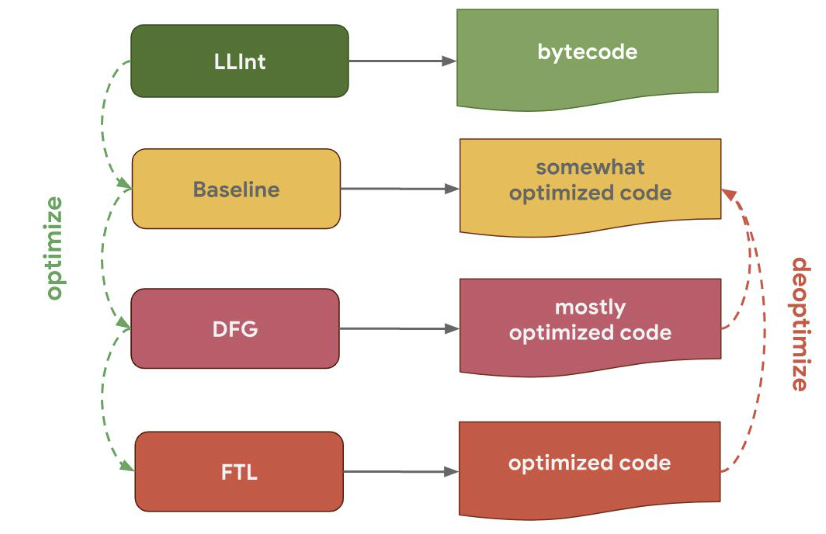 LLInt
bytecode
Baseline
somewhat
optimized code
optimize
DFG
mostly
optimized code
deoptimize
FTL
optimized code